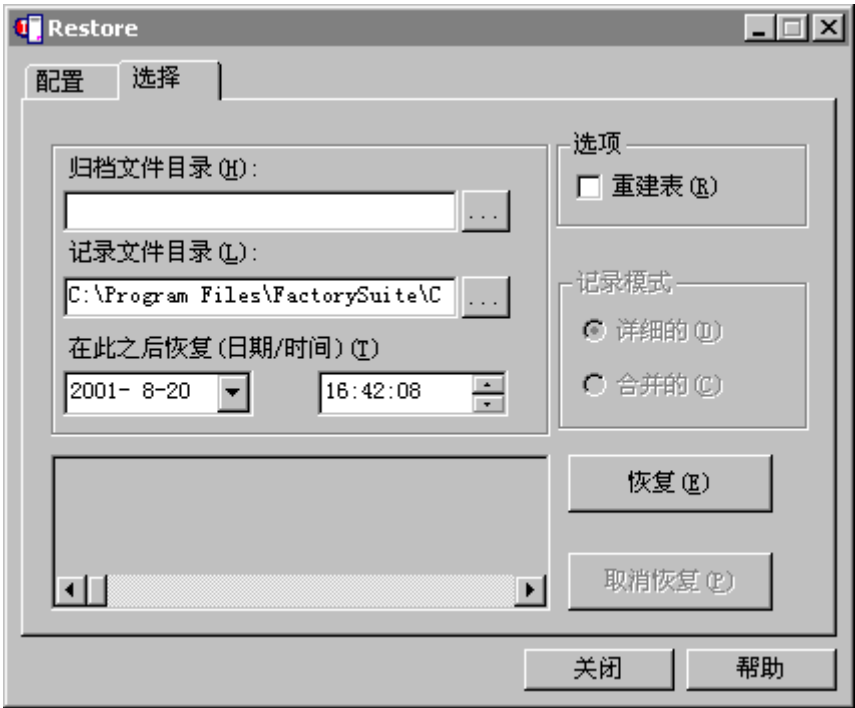 Restore
配置
选择
归档文件目录(H):
...
记录文件目录(L):
C:\Program Files\FactorySuite\C
...
在此之后恢复(日期/时间)(T)
2001- 8-20
16:42:08
选项
重建表(R)
记录模式
详细的(D)
合并的(C)
恢复(E)
取消恢复(P)
关闭
帮助